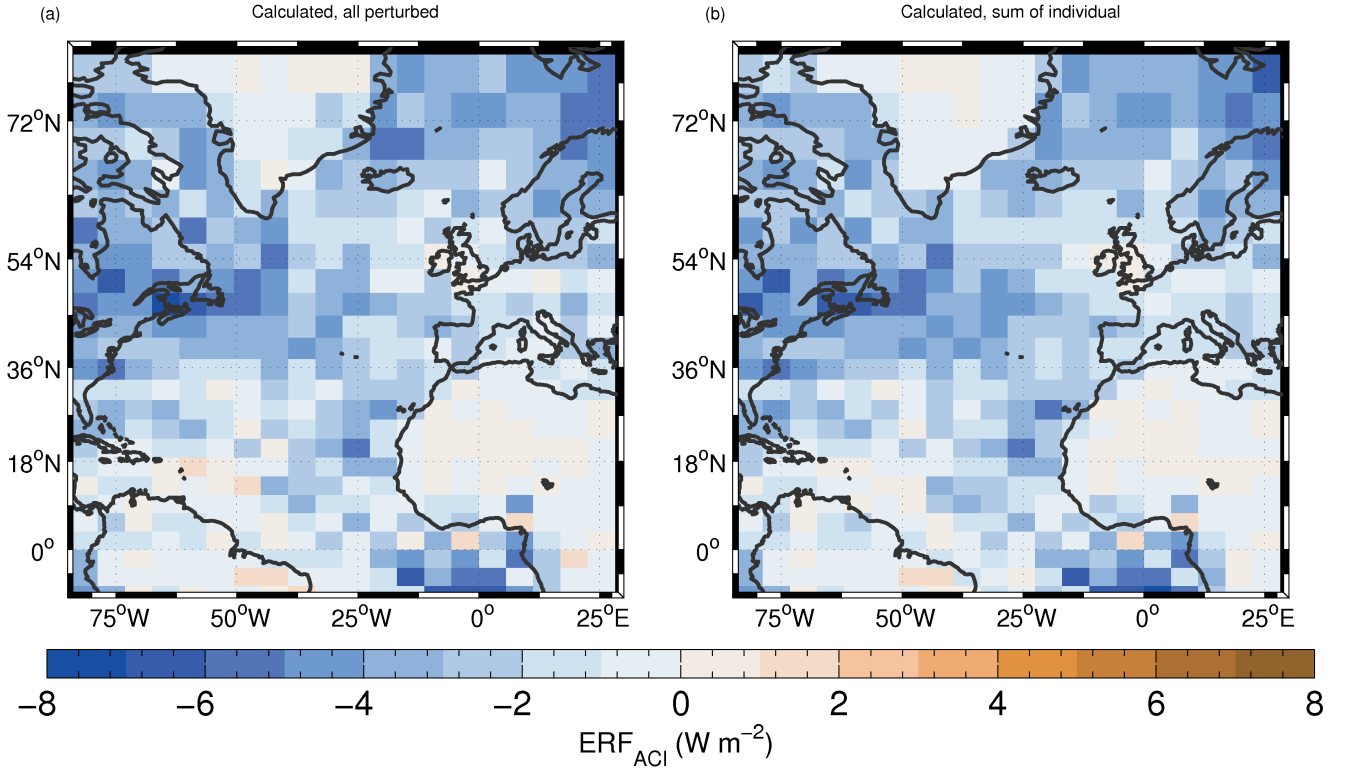 (a) Calculated, all perturbed
(b) Calculated, sum of individual
72°N
54°N
36°N
18°N
0°
75°W 50°W 25°W 0° 25°E
72°N
54°N
36°N
18°N
0°
75°W 50°W 25°W 0° 25°E
−8 −6 −4 −2 0 2 4 6 8
ERF_ACI (W m⁻²)